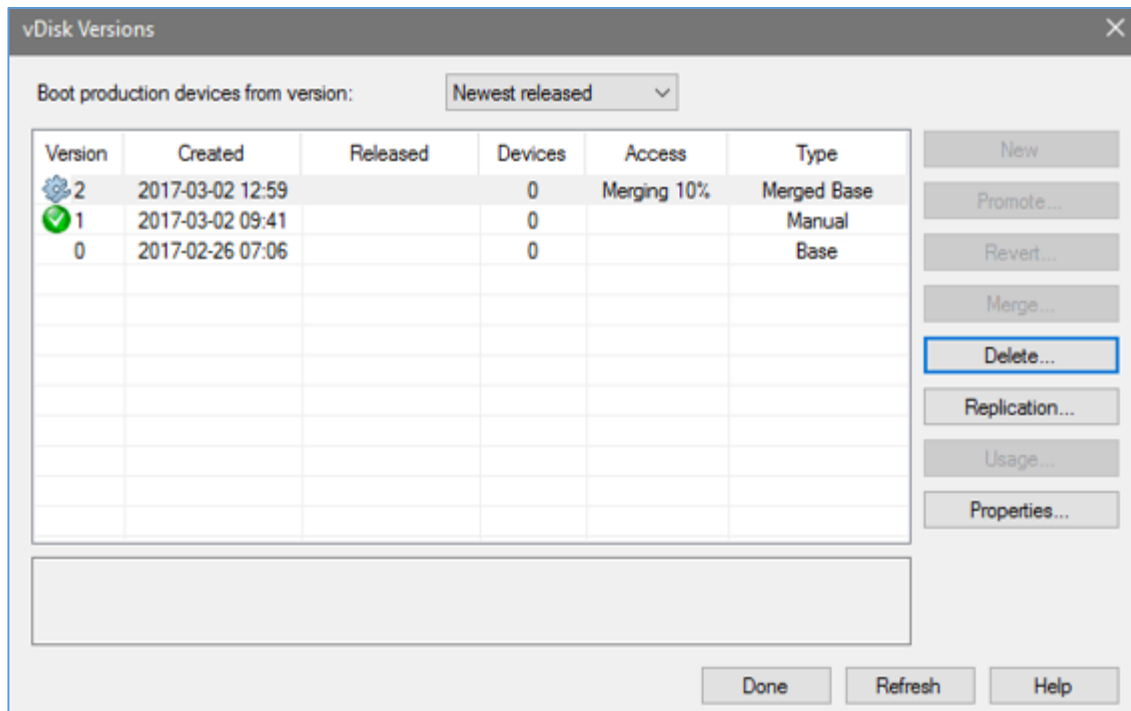 vDisk Versions
Boot production devices from version: Newest released
Version Created Released Devices Access Type
2 2017-03-02 12:59 0 Merging 10% Merged Base
1 2017-03-02 09:41 0 Manual
0 2017-02-26 07:06 0 Base
New
Promote...
Revert...
Merge...
Delete...
Replication...
Usage...
Properties...
Done Refresh Help